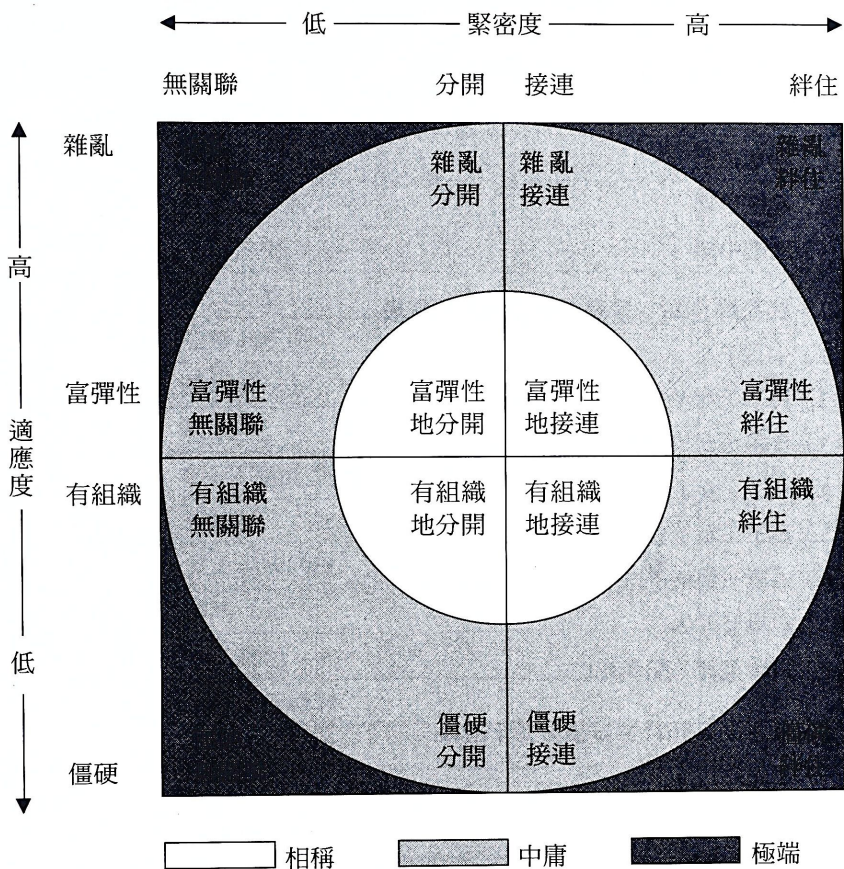 低 緊密度 高
無關聯 分開 接連 絆住
雜亂
高
富彈性
適應度
有組織
低
僵硬
雜亂 雜亂 雜亂
分開 接連 絆住
富彈性 富彈性 富彈性 富彈性
無關聯 地分開 地接連 絆住
有組織 有組織 有組織 有組織
無關聯 地分開 地接連 絆住
僵硬 僵硬
分開 接連
相稱 中庸 極端